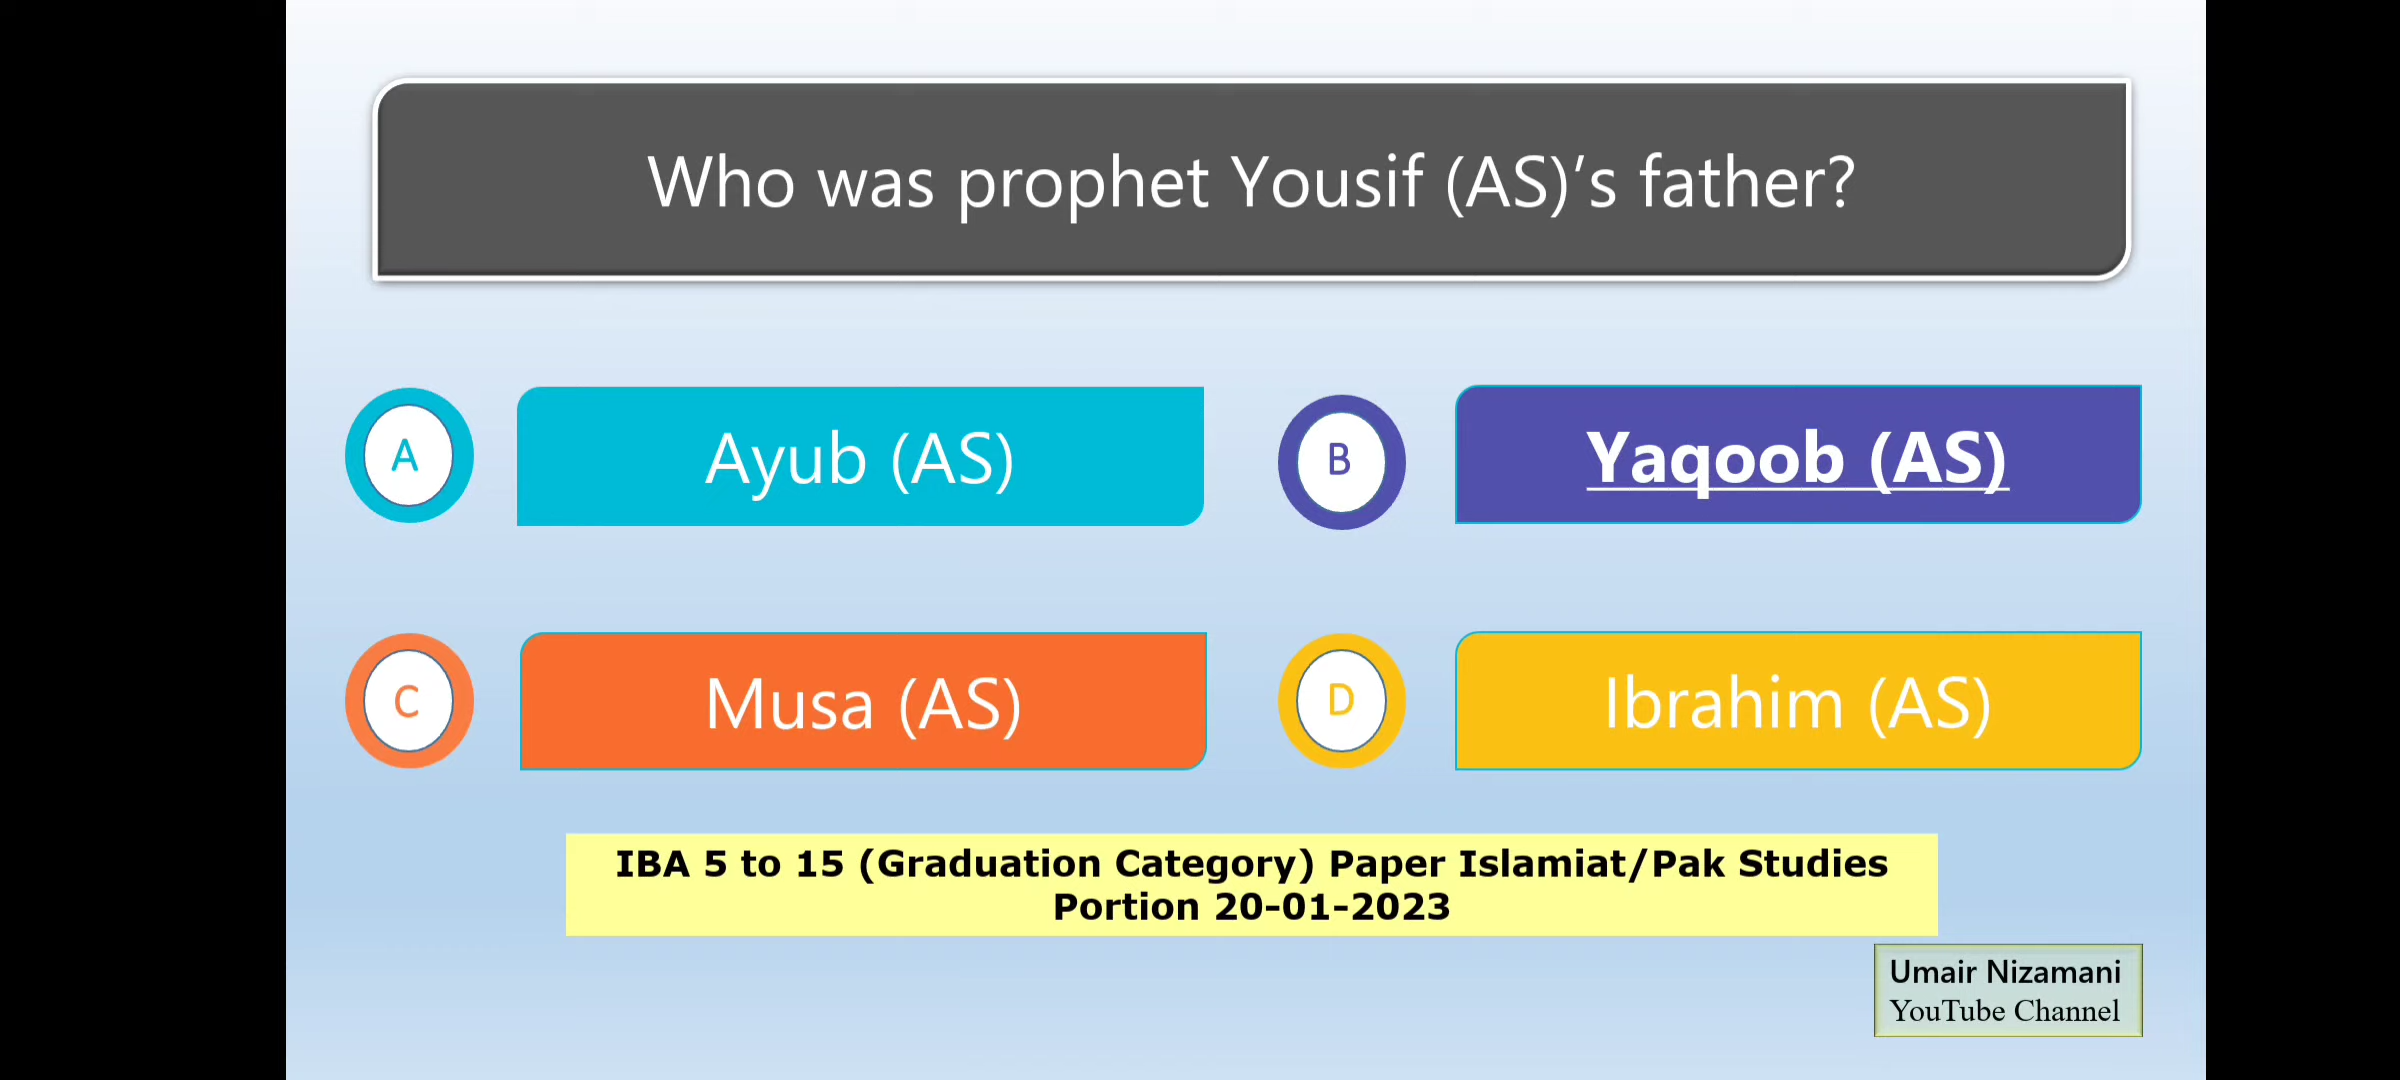 Who was prophet Yousif (AS)’s father?
A
Ayub (AS)
B
Yaqoob (AS)
C
Musa (AS)
D
Ibrahim (AS)
IBA 5 to 15 (Graduation Category) Paper Islamiat/Pak Studies
Portion 20-01-2023
Umair Nizamani
YouTube Channel